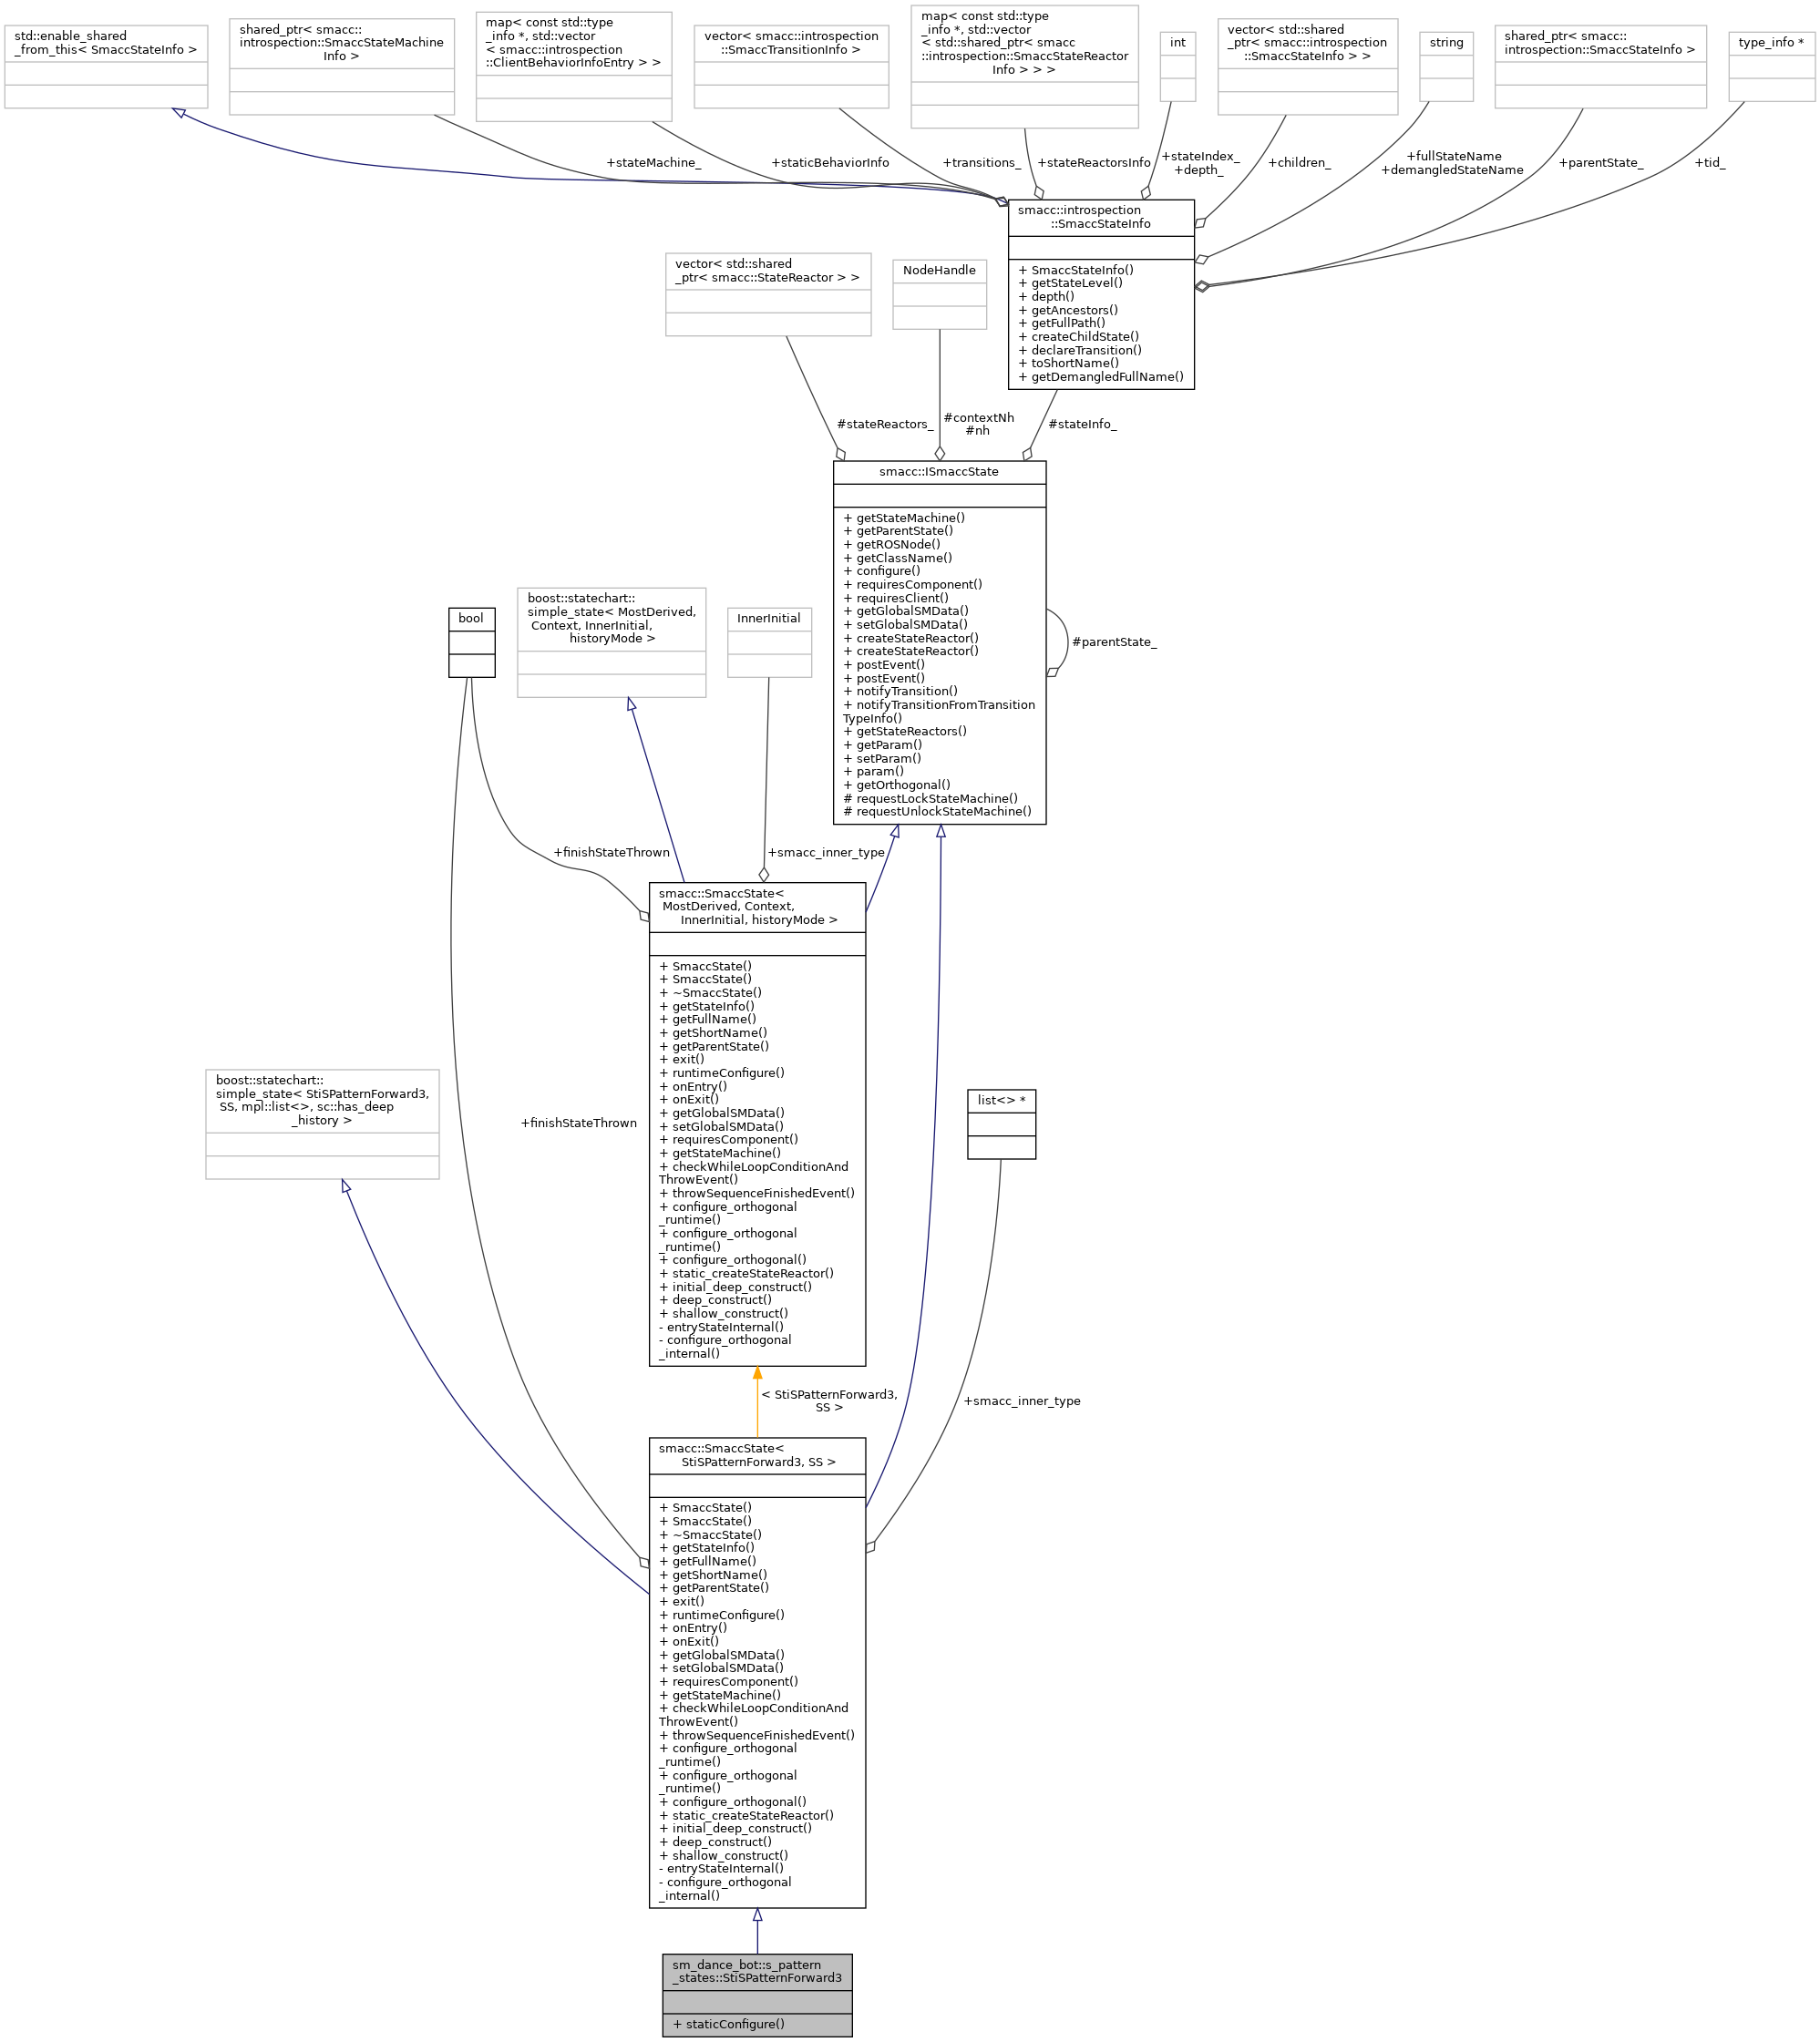 std::enable_shared
_from_this< SmaccStateInfo >
shared_ptr< smacc::
introspection::SmaccStateMachine
Info >
map< const std::type
_info *, std::vector
< smacc::introspection
::ClientBehaviorInfoEntry > >
vector< smacc::introspection
::SmaccTransitionInfo >
map< const std::type
_info *, std::vector
< std::shared_ptr< smacc
::introspection::SmaccStateReactor
Info > > >
int
vector< std::shared
_ptr< smacc::introspection
::SmaccStateInfo > >
string
shared_ptr< smacc::
introspection::SmaccStateInfo >
type_info *
+stateMachine_
+staticBehaviorInfo
+transitions_
+stateReactorsInfo
+stateIndex_
+depth_
+children_
+fullStateName
+demangledStateName
+parentState_
+tid_
smacc::introspection
::SmaccStateInfo
+ SmaccStateInfo()
+ getStateLevel()
+ depth()
+ getAncestors()
+ getFullPath()
+ createChildState()
+ declareTransition()
+ toShortName()
+ getDemangledFullName()
vector< std::shared
_ptr< smacc::StateReactor > >
NodeHandle
#stateReactors_
#contextNh
#nh
#stateInfo_
smacc::ISmaccState
+ getStateMachine()
+ getParentState()
+ getROSNode()
+ getClassName()
+ configure()
+ requiresComponent()
+ requiresClient()
+ getGlobalSMData()
+ setGlobalSMData()
+ createStateReactor()
+ createStateReactor()
+ postEvent()
+ postEvent()
+ notifyTransition()
+ notifyTransitionFromTransition
TypeInfo()
+ getStateReactors()
+ getParam()
+ setParam()
+ param()
+ getOrthogonal()
# requestLockStateMachine()
# requestUnlockStateMachine()
#parentState_
bool
boost::statechart::
simple_state< MostDerived,
Context, InnerInitial,
historyMode >
InnerInitial
+finishStateThrown
+smacc_inner_type
smacc::SmaccState<
MostDerived, Context,
InnerInitial, historyMode >
+ SmaccState()
+ SmaccState()
+ ~SmaccState()
+ getStateInfo()
+ getFullName()
+ getShortName()
+ getParentState()
+ exit()
+ runtimeConfigure()
+ onEntry()
+ onExit()
+ getGlobalSMData()
+ setGlobalSMData()
+ requiresComponent()
+ getStateMachine()
+ checkWhileLoopConditionAnd
ThrowEvent()
+ throwSequenceFinishedEvent()
+ configure_orthogonal
_runtime()
+ configure_orthogonal
_runtime()
+ configure_orthogonal()
+ static_createStateReactor()
+ initial_deep_construct()
+ deep_construct()
+ shallow_construct()
- entryStateInternal()
- configure_orthogonal
_internal()
boost::statechart::
simple_state< StiSPatternForward3,
SS, mpl::list<>, sc::has_deep
_history >
+finishStateThrown
list<> *
< StiSPatternForward3,
SS >
+smacc_inner_type
smacc::SmaccState<
StiSPatternForward3, SS >
+ SmaccState()
+ SmaccState()
+ ~SmaccState()
+ getStateInfo()
+ getFullName()
+ getShortName()
+ getParentState()
+ exit()
+ runtimeConfigure()
+ onEntry()
+ onExit()
+ getGlobalSMData()
+ setGlobalSMData()
+ requiresComponent()
+ getStateMachine()
+ checkWhileLoopConditionAnd
ThrowEvent()
+ throwSequenceFinishedEvent()
+ configure_orthogonal
_runtime()
+ configure_orthogonal
_runtime()
+ configure_orthogonal()
+ static_createStateReactor()
+ initial_deep_construct()
+ deep_construct()
+ shallow_construct()
- entryStateInternal()
- configure_orthogonal
_internal()
sm_dance_bot::s_pattern
_states::StiSPatternForward3
+ staticConfigure()